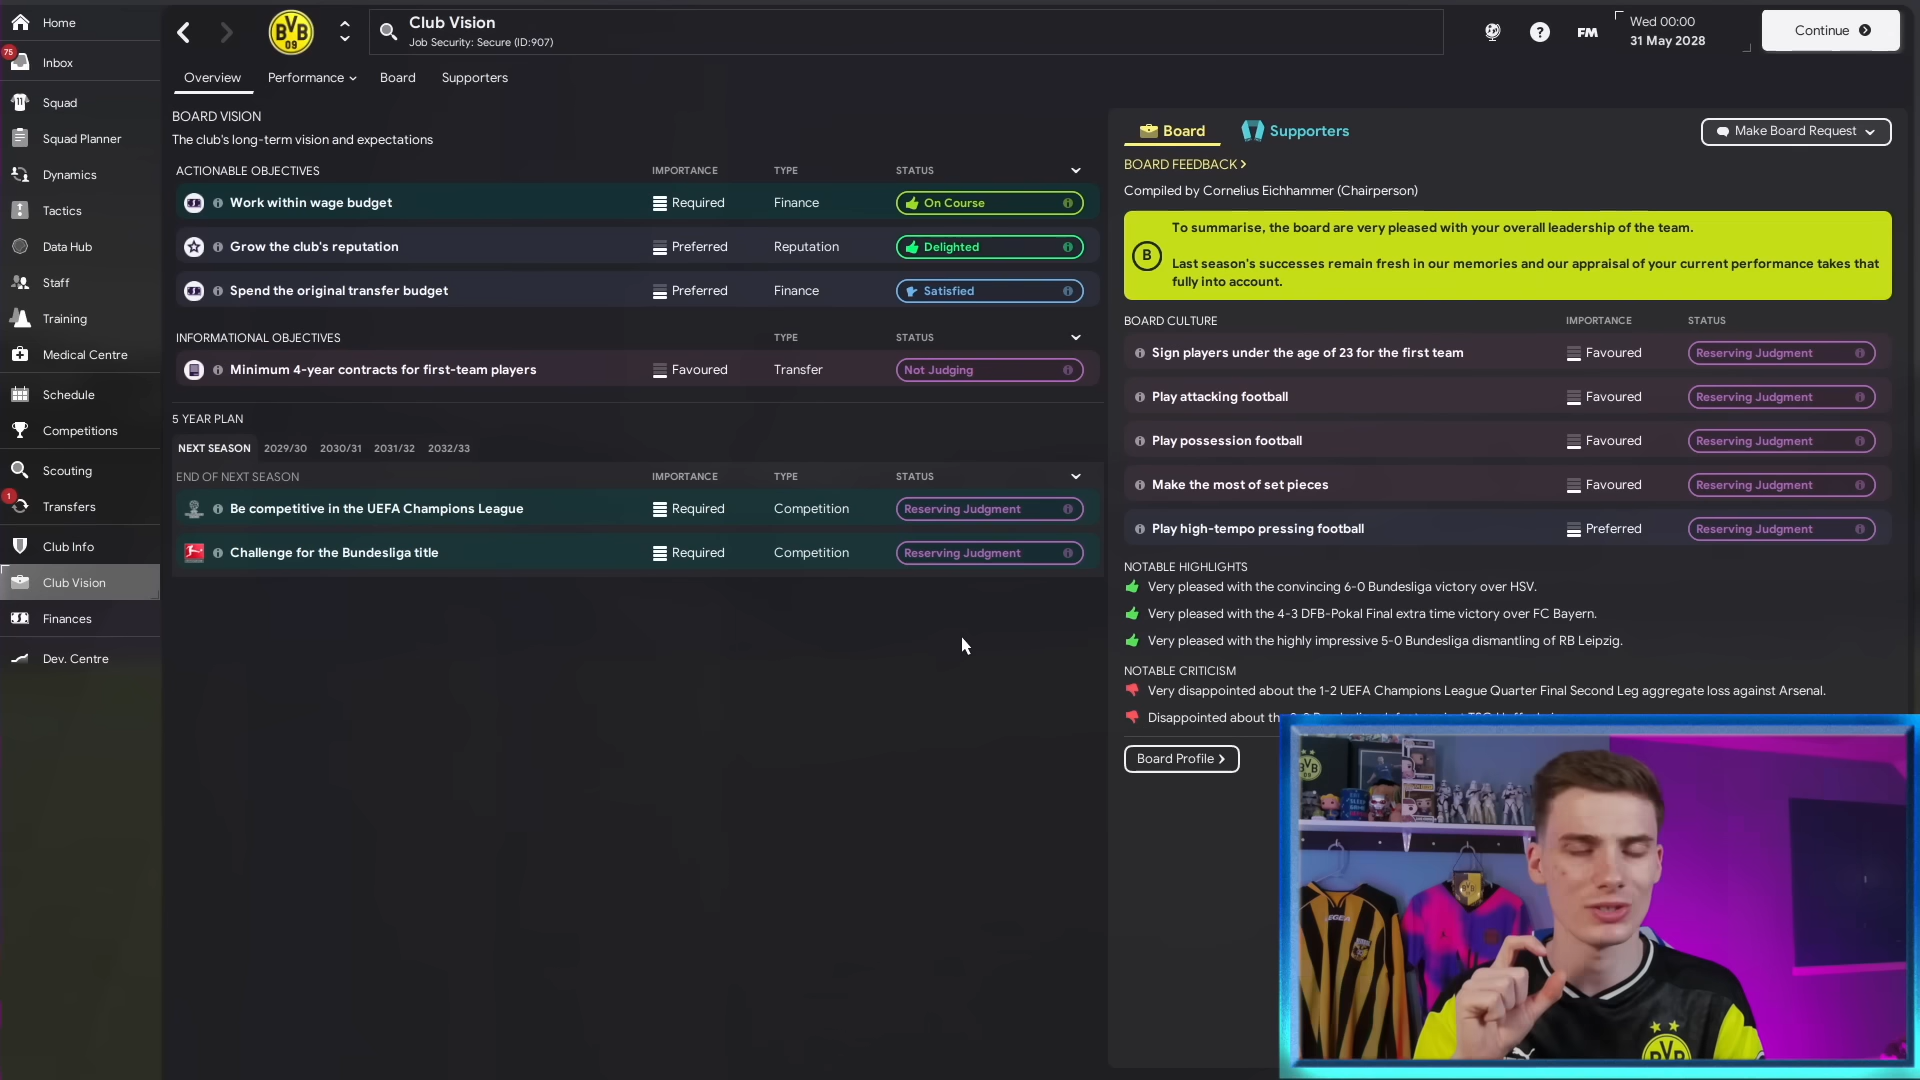 Home
75
Inbox
Squad
Squad Planner
Dynamics
Tactics
Data Hub
Staff
Training
Medical Centre
Schedule
Competitions
Scouting
1
Transfers
Club Info
Club Vision
Finances
Dev. Centre
BVB
09
Club Vision
Job Security: Secure (ID:907)
FM
Wed 00:00
31 May 2028
Continue
Overview
Performance
Board
Supporters
BOARD VISION
The club's long-term vision and expectations
ACTIONABLE OBJECTIVES IMPORTANCE TYPE STATUS
Work within wage budget Required Finance On Course
Grow the club's reputation Preferred Reputation Delighted
Spend the original transfer budget Preferred Finance Satisfied
INFORMATIONAL OBJECTIVES TYPE STATUS
Minimum 4-year contracts for first-team players Favoured Transfer Not Judging
5 YEAR PLAN
NEXT SEASON 2029/30 2030/31 2031/32 2032/33
END OF NEXT SEASON IMPORTANCE TYPE STATUS
Be competitive in the UEFA Champions League Required Competition Reserving Judgment
Challenge for the Bundesliga title Required Competition Reserving Judgment
Board Supporters Make Board Request
BOARD FEEDBACK >
Compiled by Cornelius Eichhammer (Chairperson)
B
To summarise, the board are very pleased with your overall leadership of the team.
Last season's successes remain fresh in our memories and our appraisal of your current performance takes that
fully into account.
BOARD CULTURE IMPORTANCE STATUS
Sign players under the age of 23 for the first team Favoured Reserving Judgment
Play attacking football Favoured Reserving Judgment
Play possession football Favoured Reserving Judgment
Make the most of set pieces Favoured Reserving Judgment
Play high-tempo pressing football Preferred Reserving Judgment
NOTABLE HIGHLIGHTS
Very pleased with the convincing 6-0 Bundesliga victory over HSV.
Very pleased with the 4-3 DFB-Pokal Final extra time victory over FC Bayern.
Very pleased with the highly impressive 5-0 Bundesliga dismantling of RB Leipzig.
NOTABLE CRITICISM
Very disappointed about the 1-2 UEFA Champions League Quarter Final Second Leg aggregate loss against Arsenal.
Disappointed about
Board Profile >
BVB
LEGEA
BVB